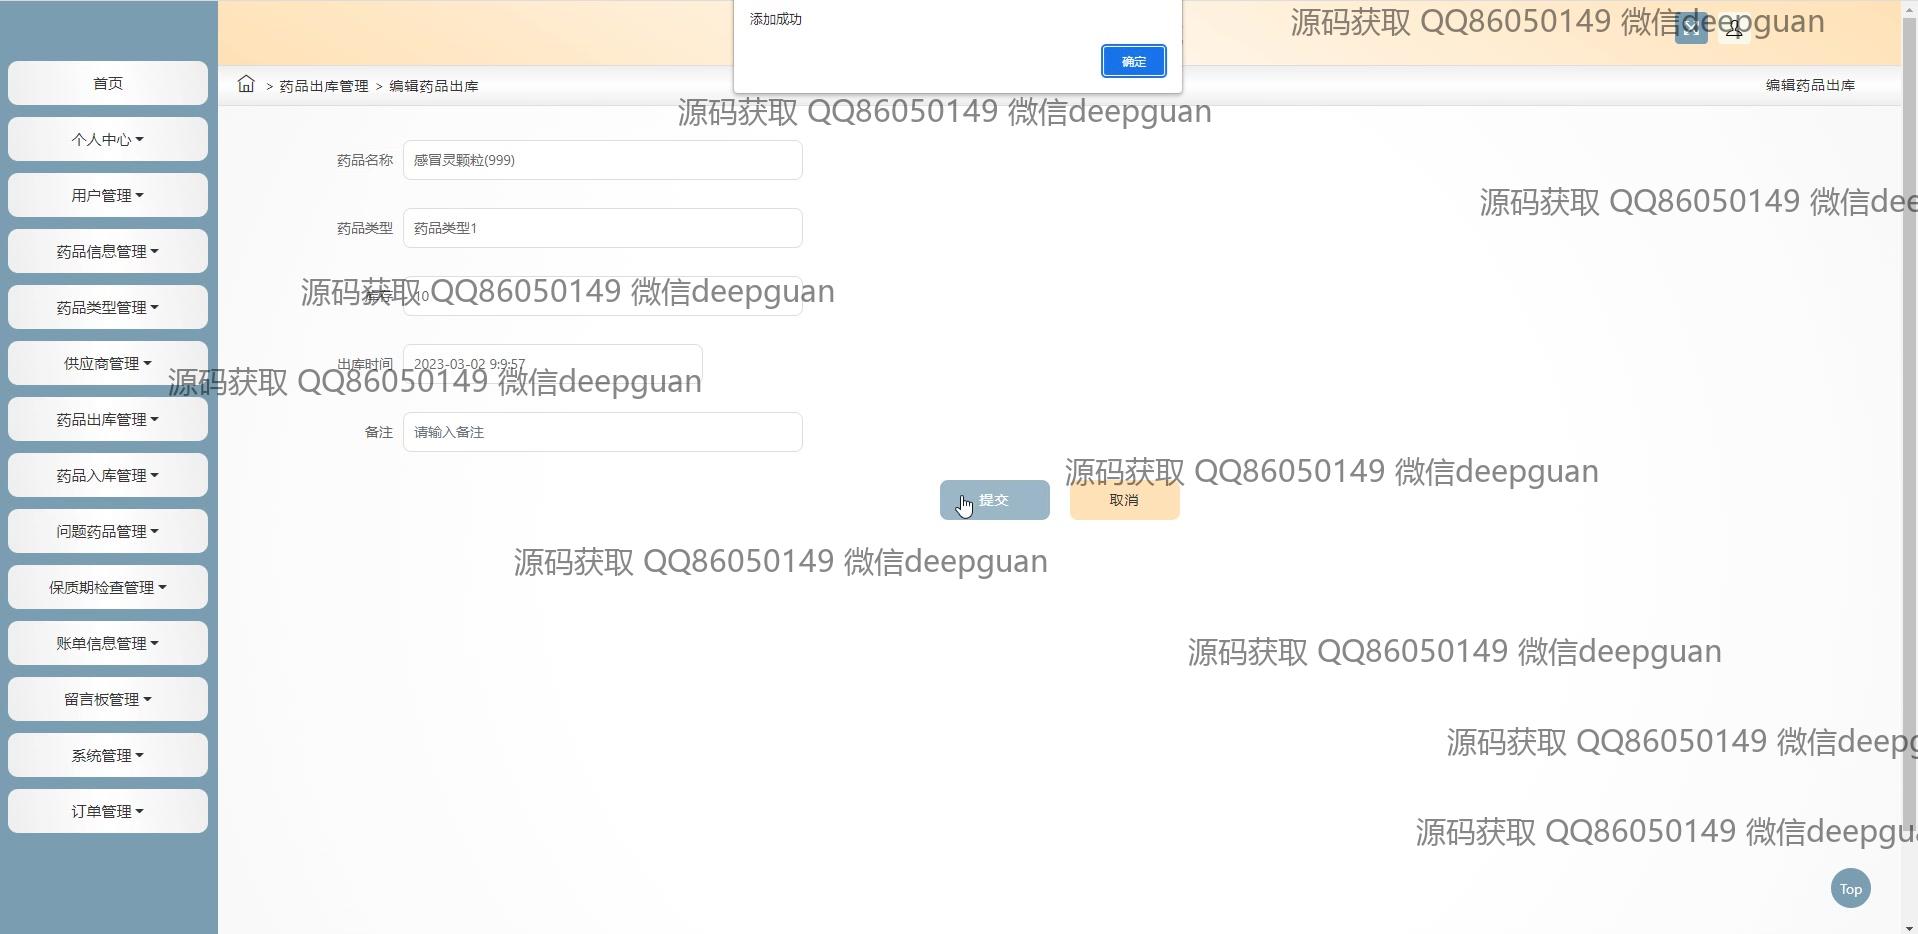 添加成功
确定
源码获取 QQ86050149 微信deepguan
首页
个人中心
用户管理
药品信息管理
药品类型管理
供应商管理
药品出库管理
药品入库管理
问题药品管理
保质期检查管理
账单信息管理
留言板管理
系统管理
订单管理
> 药品出库管理 > 编辑药品出库
编辑药品出库
源码获取 QQ86050149 微信deepguan
药品名称 感冒灵颗粒(999)
源码获取 QQ86050149 微信dee
药品类型 药品类型1
源码获取 QQ86050149 微信deepguan
库存 10
出库时间 2023-03-02 9:9:57
源码获取 QQ86050149 微信deepguan
备注 请输入备注
源码获取 QQ86050149 微信deepguan
提交 取消
源码获取 QQ86050149 微信deepguan
源码获取 QQ86050149 微信deepguan
源码获取 QQ86050149 微信deepg
源码获取 QQ86050149 微信deepgua
Top